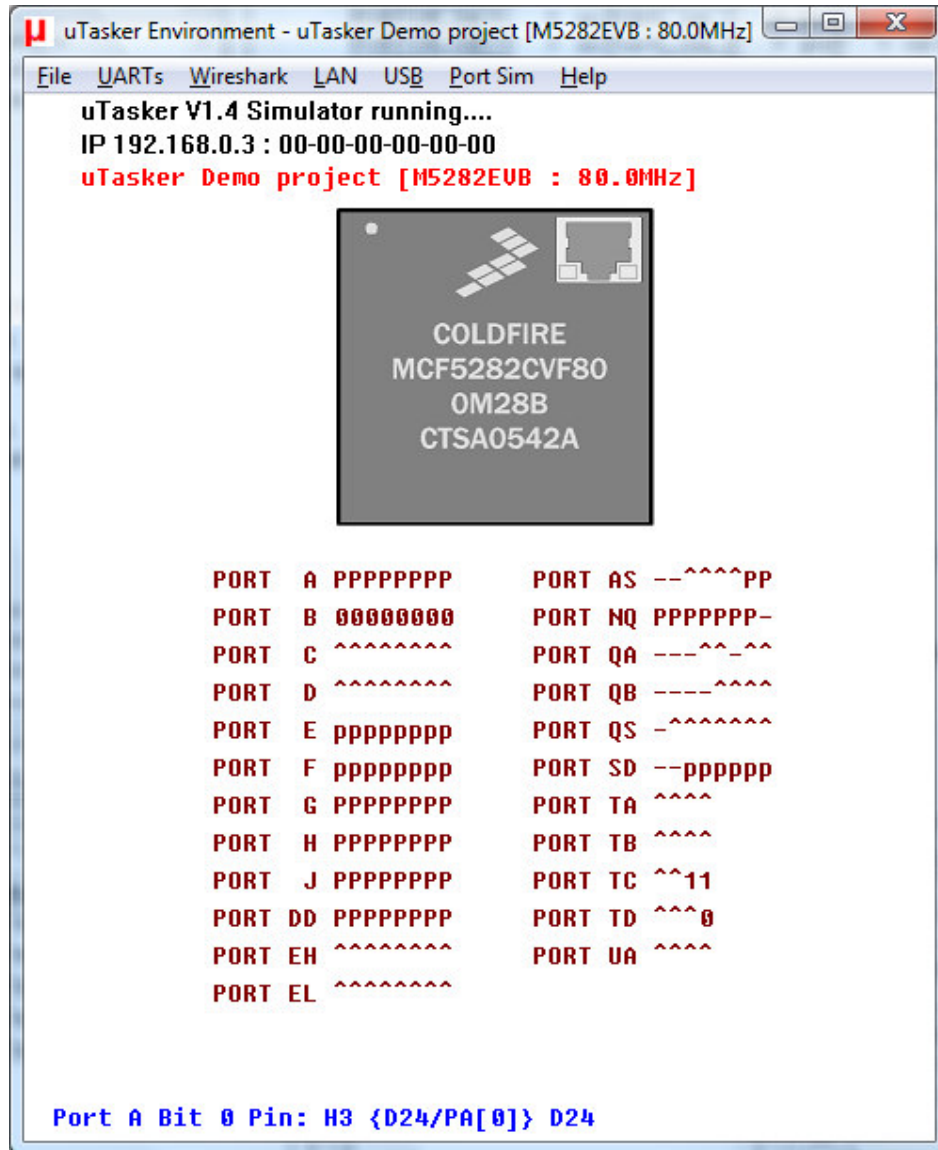 uTasker Environment - uTasker Demo project [M5282EVB : 80.0MHz]
File UARTs Wireshark LAN USB Port Sim Help
uTasker V1.4 Simulator running....
IP 192.168.0.3 : 00-00-00-00-00-00
uTasker Demo project [M5282EVB : 80.0MHz]
COLDFIRE
MCF5282CVF80
0M28B
CTSA0542A
PORT A PPPPPPPP PORT AS --^^^^PP
PORT B 00000000 PORT NQ PPPPPPP-
PORT C ^^^^^^^^ PORT QA ---^^-^^
PORT D ^^^^^^^^ PORT QB ----^^^^
PORT E pppppppp PORT QS -^^^^^^^
PORT F pppppppp PORT SD --pppppp
PORT G PPPPPPPP PORT TA ^^^^
PORT H PPPPPPPP PORT TB ^^^^
PORT J PPPPPPPP PORT TC ^^11
PORT DD PPPPPPPP PORT TD ^^^0
PORT EH ^^^^^^^^ PORT UA ^^^^
PORT EL ^^^^^^^^
Port A Bit 0 Pin: H3 {D24/PA[0]} D24